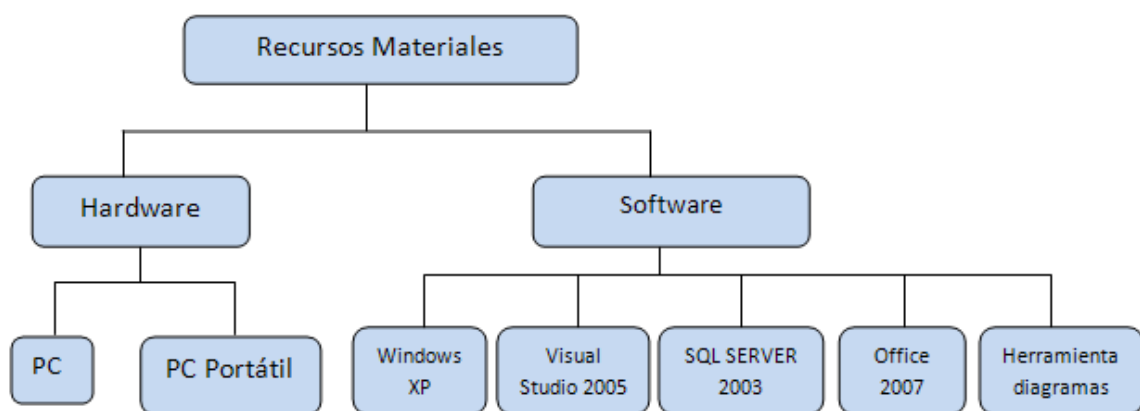 Recursos Materiales
Hardware
Software
PC
PC Portátil
Windows
XP
Visual
Studio 2005
SQL SERVER
2003
Office
2007
Herramienta
diagramas